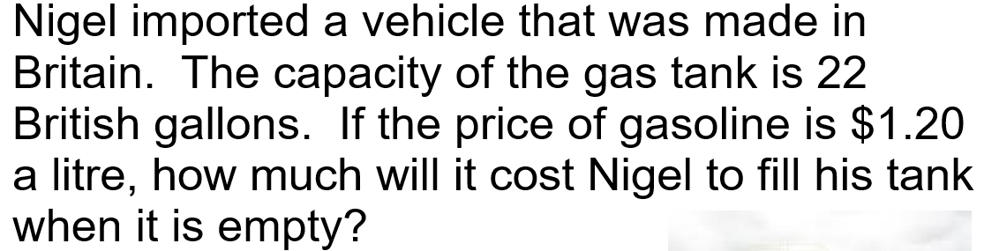 Nigel imported a vehicle that was made in
Britain.  The capacity of the gas tank is 22
British gallons.  If the price of gasoline is $1.20
a litre, how much will it cost Nigel to fill his tank
when it is empty?